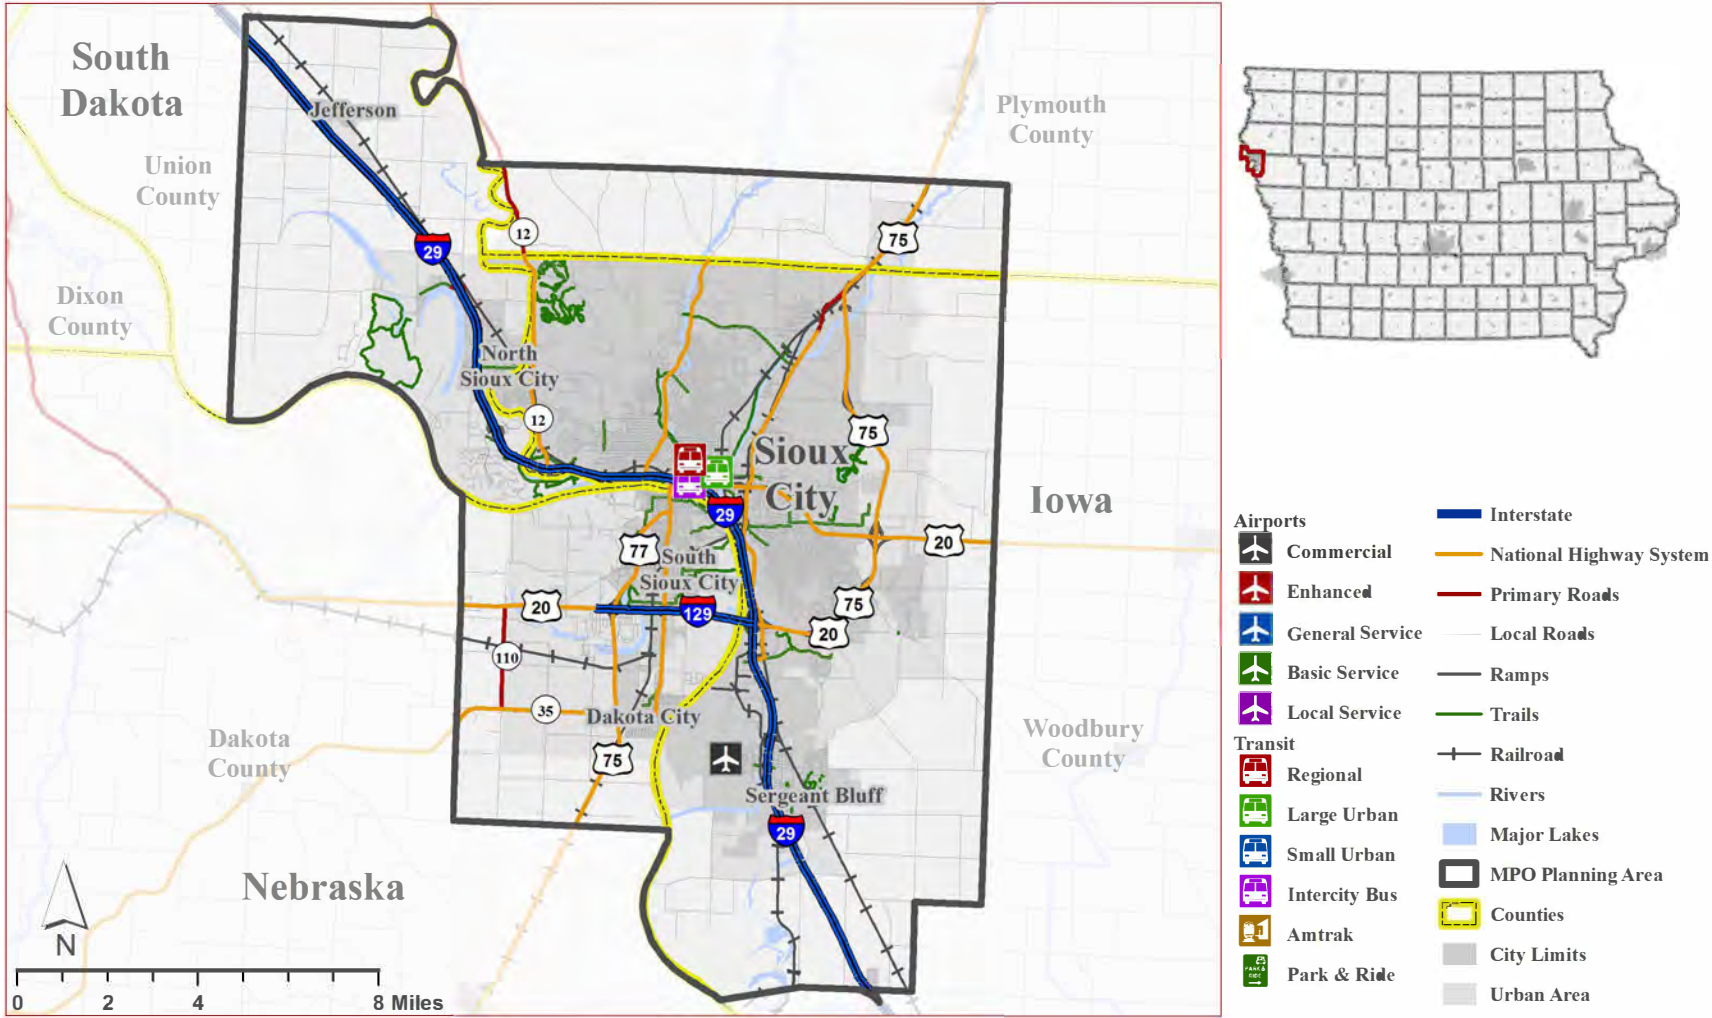 South
Dakota
Plymouth
County
Jefferson
Union
County
12
75
29
Dixon
County
North
Sioux City
12
75
Sioux
City
Iowa
29
77
South
Sioux City
20
20
129
75
20
110
35
Dakota City
Dakota
County
75
Woodbury
County
Sergeant Bluff
29
Nebraska
N
0 2 4 8 Miles
Airports
Commercial
Enhanced
General Service
Basic Service
Local Service
Transit
Regional
Large Urban
Small Urban
Intercity Bus
Amtrak
PARK &
RIDE
Park & Ride
Interstate
National Highway System
Primary Roads
Local Roads
Ramps
Trails
Railroad
Rivers
Major Lakes
MPO Planning Area
Counties
City Limits
Urban Area